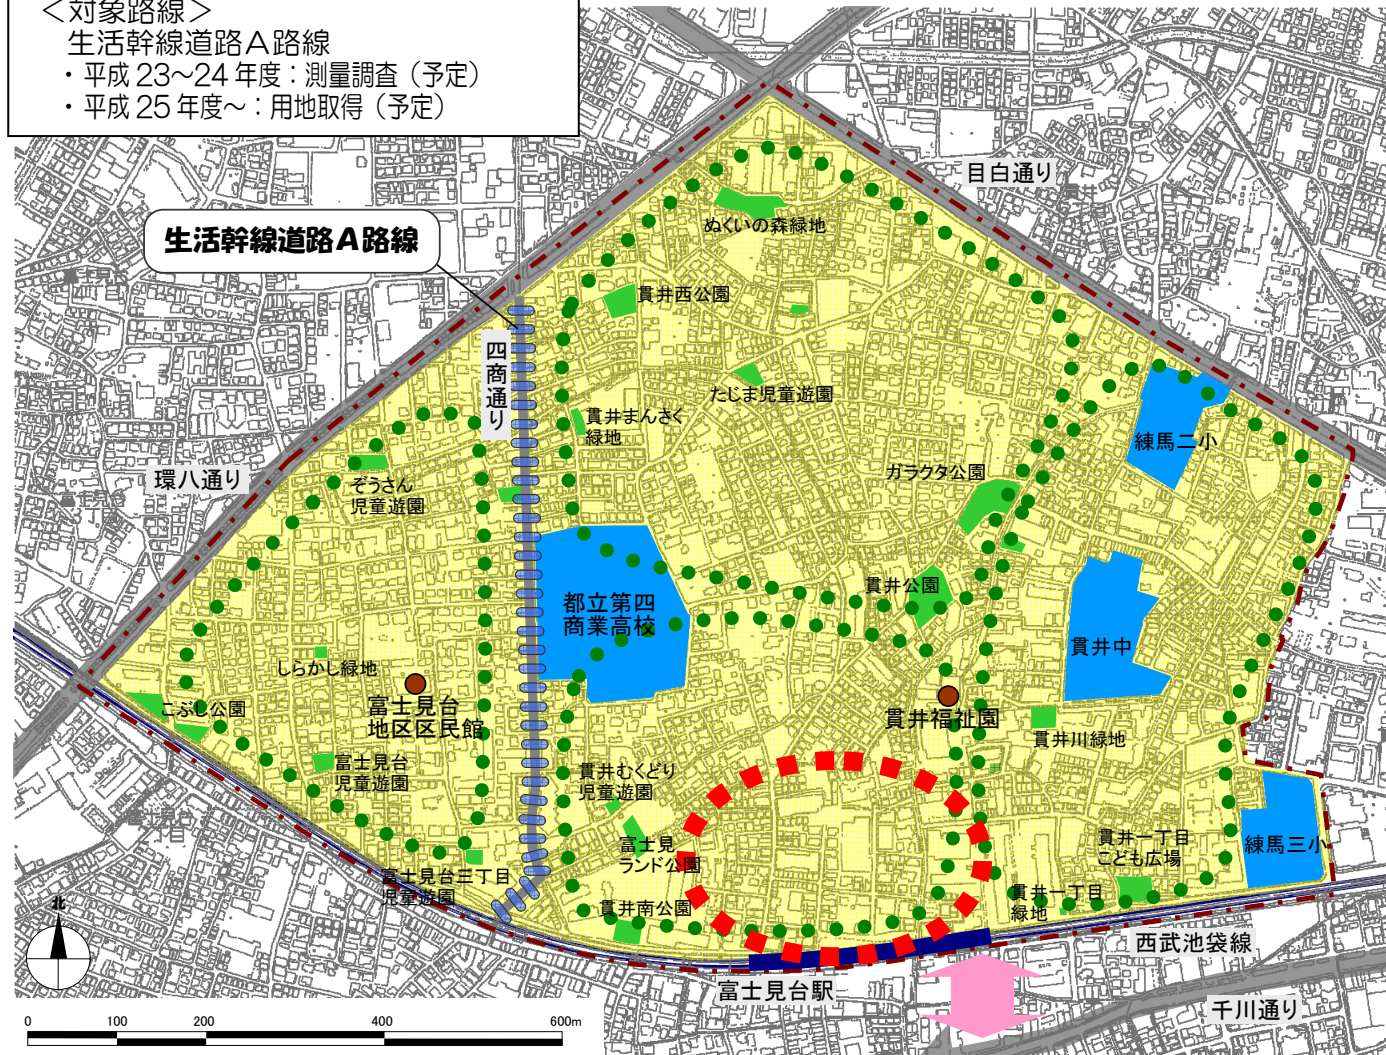 ＜対象路線＞
生活幹線道路Ａ路線
・平成23～24年度：測量調査（予定）
・平成25年度～：用地取得（予定）
目白通り
ぬくいの森緑地
生活幹線道路Ａ路線
貫井西公園
四商通り
たじま児童遊園
貫井まんさく
緑地
練馬二小
ガラクタ公園
環八通り
ぞうさん
児童遊園
貫井公園
都立第四
商業高校
貫井中
しらかし緑地
こぶし公園
富士見台
地区区民館
貫井福祉園
貫井川緑地
富士見台
児童遊園
貫井むくどり
児童遊園
富士見
ランド公園
貫井一丁目
こども広場
練馬三小
富士見台三丁目
児童遊園
貫井南公園
貫井一丁目
緑地
北
西武池袋線
富士見台駅
千川通り
0 100 200 400 600m